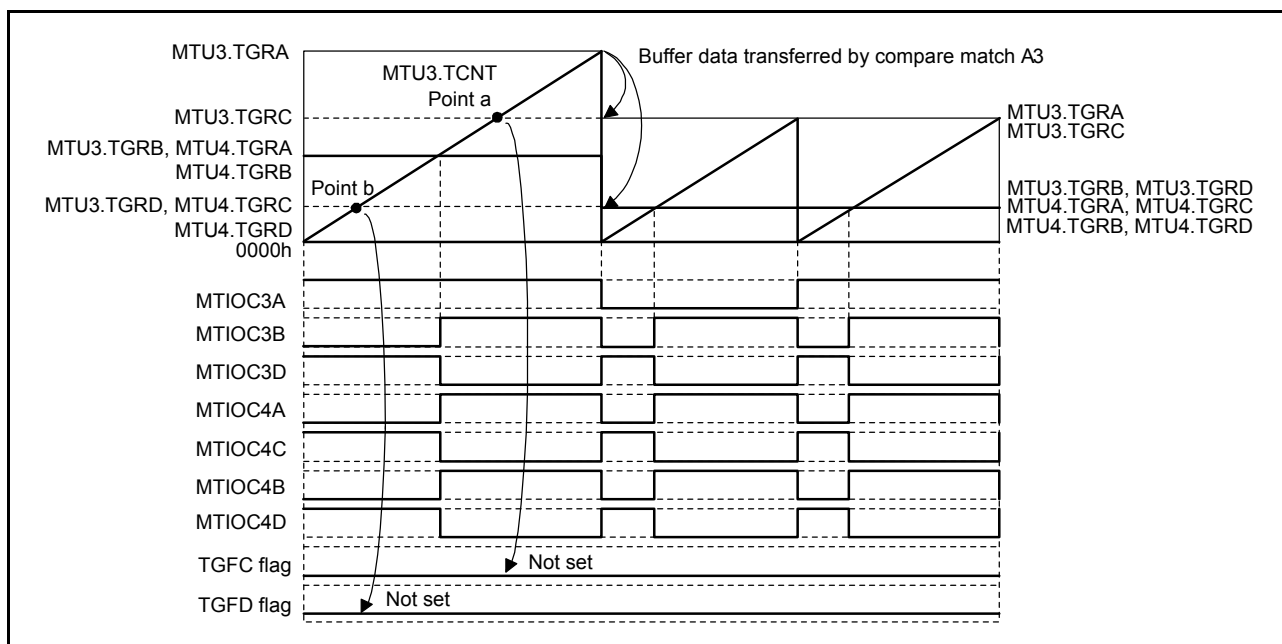 MTU3.TGRA
Buffer data transferred by compare match A3
MTU3.TCNT
Point a
MTU3.TGRC
MTU3.TGRA
MTU3.TGRC
MTU3.TGRB, MTU4.TGRA
MTU4.TGRB
Point b
MTU3.TGRB, MTU3.TGRD
MTU3.TGRD, MTU4.TGRC
MTU4.TGRA, MTU4.TGRC
MTU4.TGRD
MTU4.TGRB, MTU4.TGRD
0000h
MTIOC3A
MTIOC3B
MTIOC3D
MTIOC4A
MTIOC4C
MTIOC4B
MTIOC4D
TGFC flag
Not set
TGFD flag
Not set